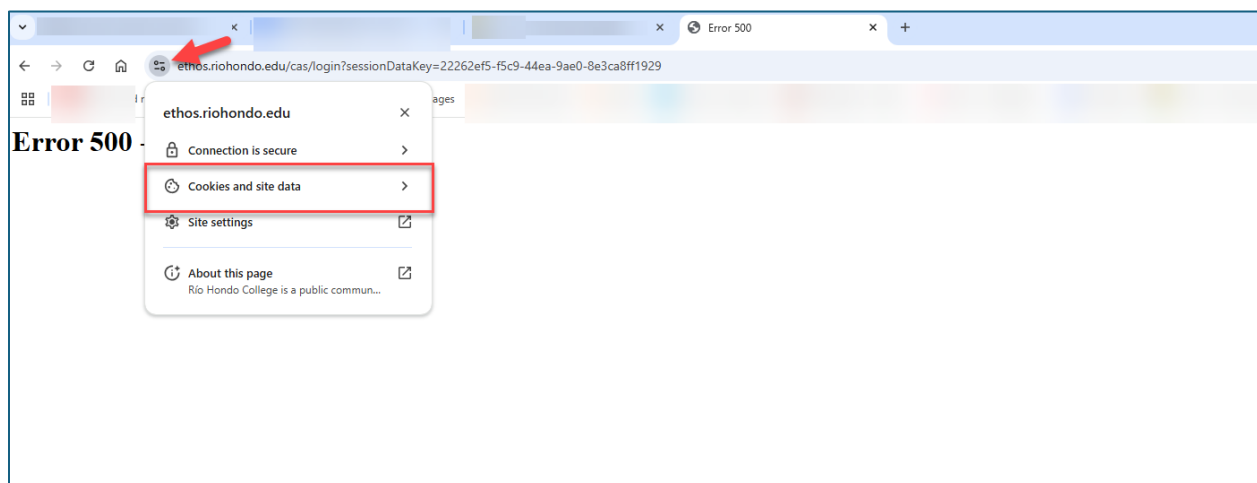 Error 500
ethos.riohondo.edu/cas/login?sessionDataKey=22262ef5-f5c9-44ea-9ae0-8e3ca8ff1929
ages
ethos.riohondo.edu
Error 500 -
Connection is secure
Cookies and site data
Site settings
About this page
Río Hondo College is a public commun...